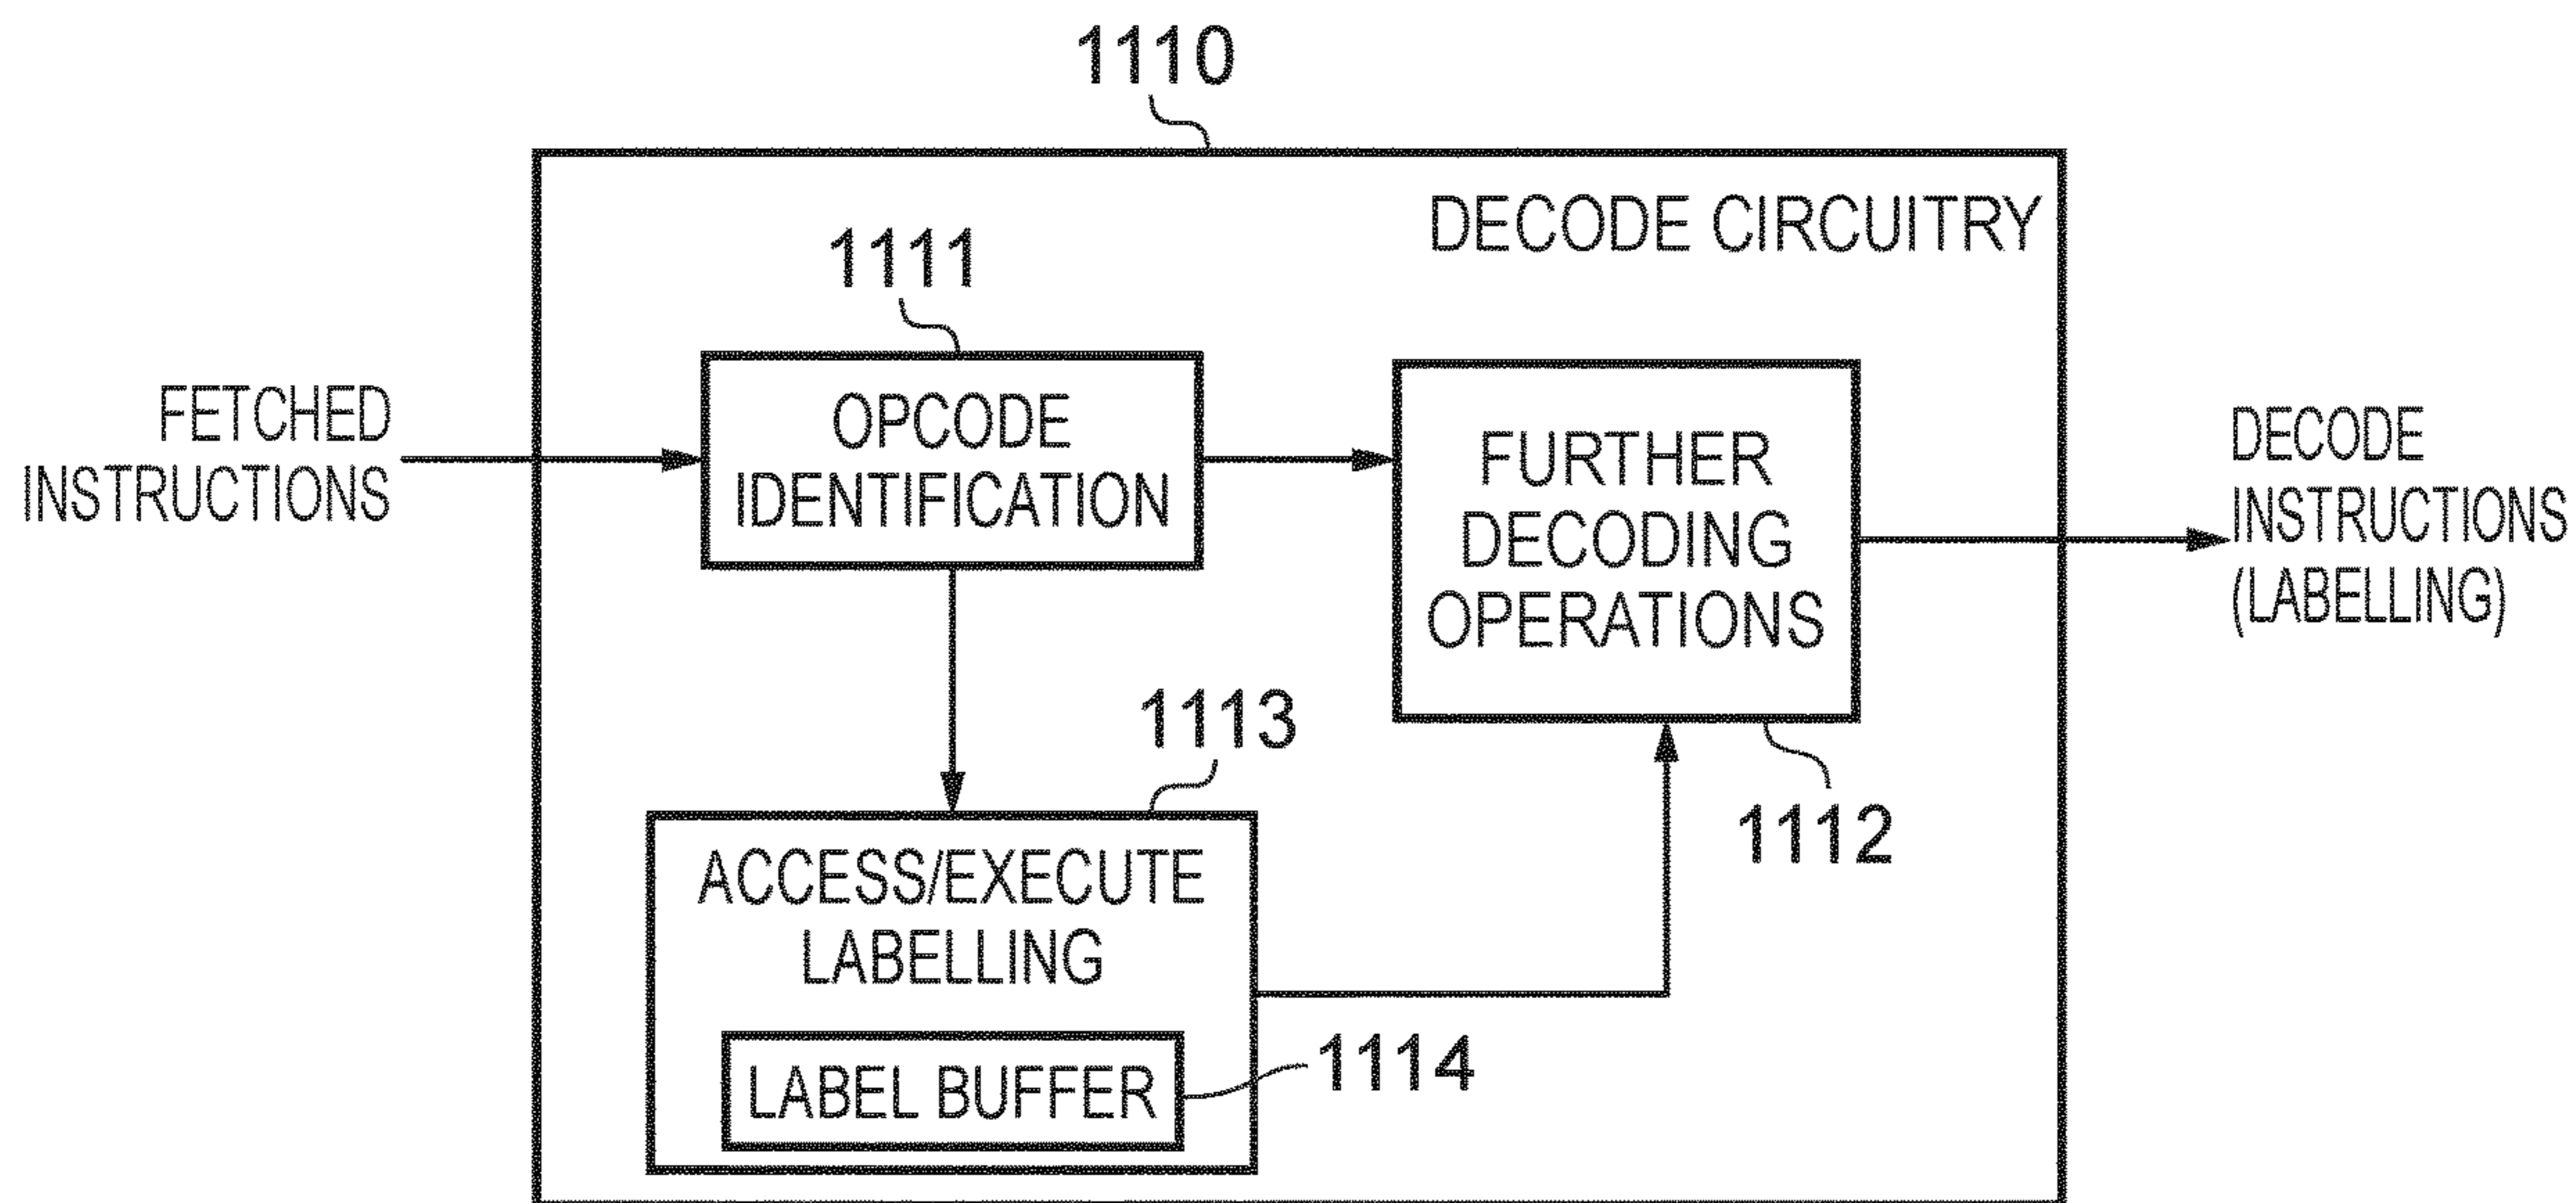 1110
DECODE CIRCUITRY
1111
FETCHED
INSTRUCTIONS
OPCODE
IDENTIFICATION
FURTHER
DECODING
OPERATIONS
DECODE
INSTRUCTIONS
(LABELLING)
1113
1112
ACCESS/EXECUTE
LABELLING
LABEL BUFFER
1114